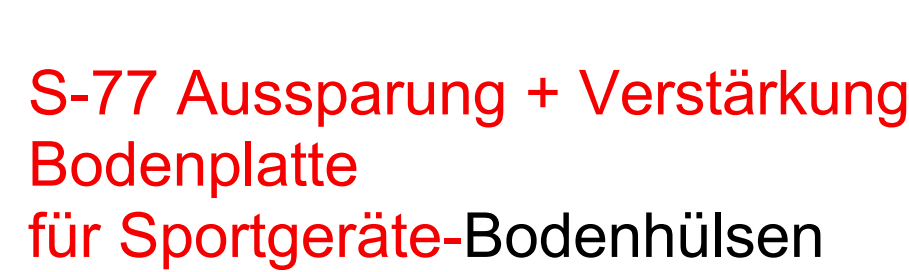 S-77 Aussparung + Verstärkung
Bodenplatte
für Sportgeräte-Bodenhülsen